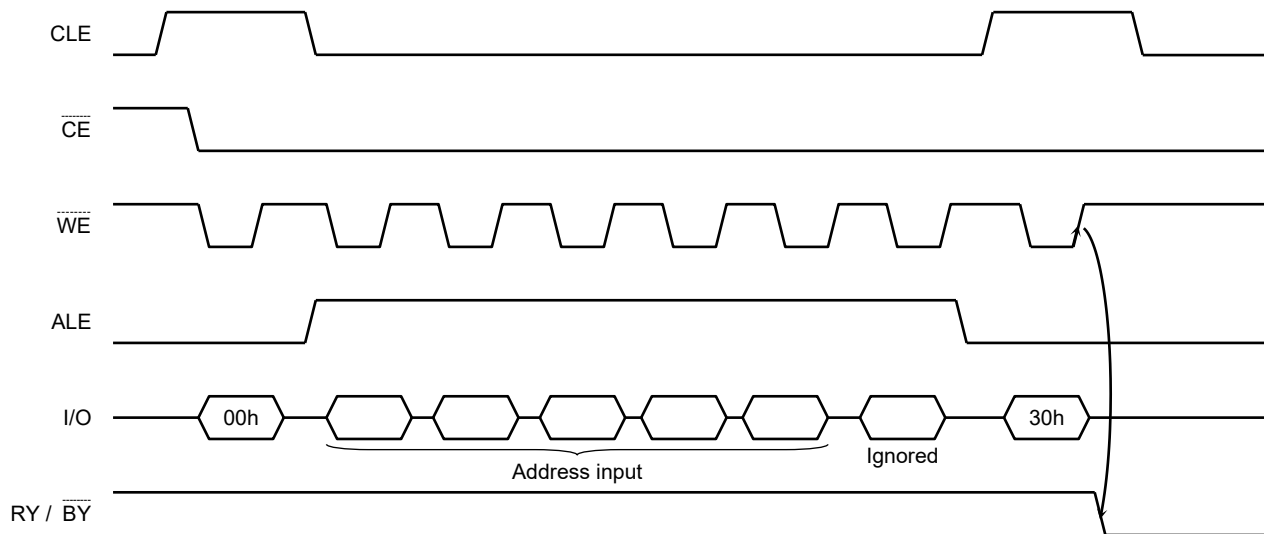 CLE
CE
WE
ALE
I/O
00h
30h
Address input
Ignored
RY / BY